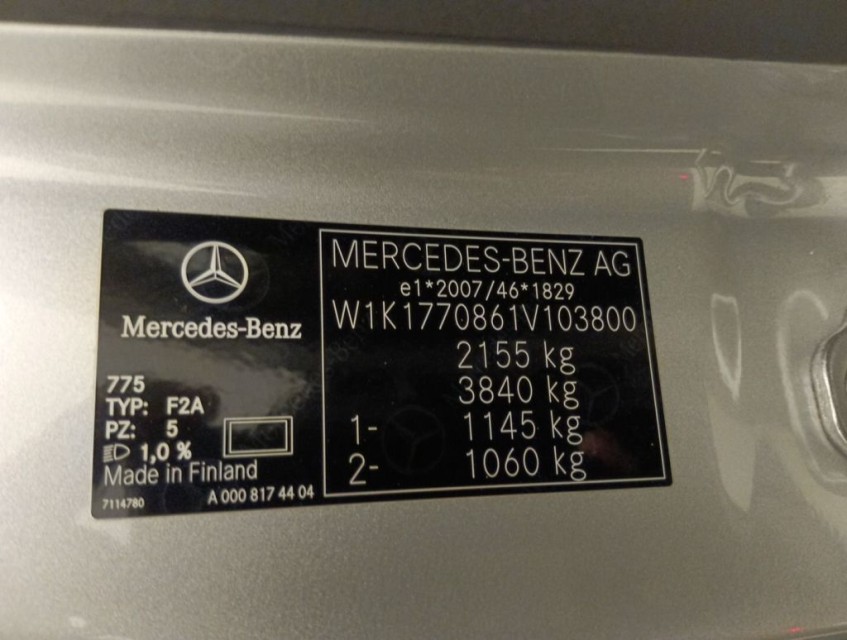 Mercedes-Benz
775
TYP: F2A
PZ: 5
1,0 %
Made in Finland
7114780 A 000 817 44 04
MERCEDES-BENZ AG
e1*2007/46*1829
W1K1770861V103800
2155 kg
3840 kg
1- 1145 kg
2- 1060 kg